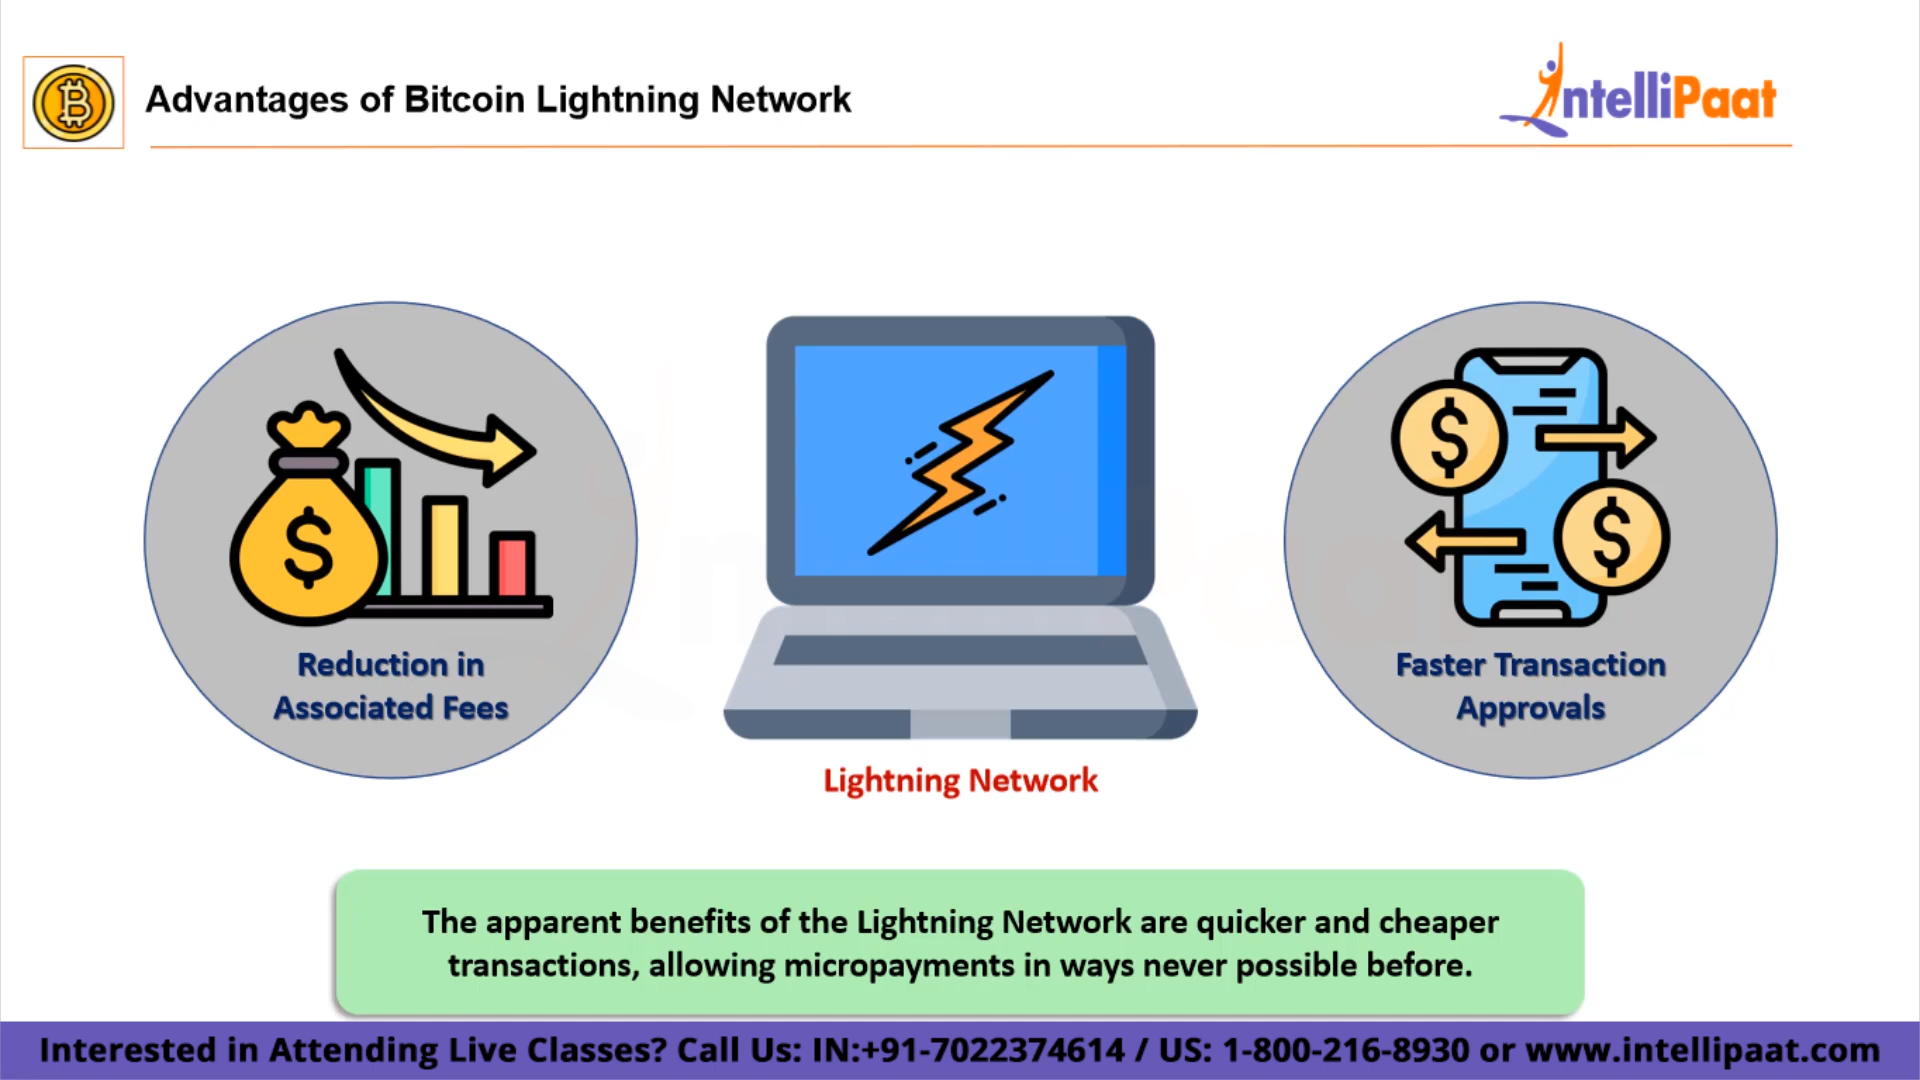 Advantages of Bitcoin Lightning Network
IntelliPaat
Reduction in
Associated Fees
Lightning Network
Faster Transaction
Approvals
The apparent benefits of the Lightning Network are quicker and cheaper
transactions, allowing micropayments in ways never possible before.
Interested in Attending Live Classes? Call Us: IN:+91-7022374614 / US: 1-800-216-8930 or www.intellipaat.com